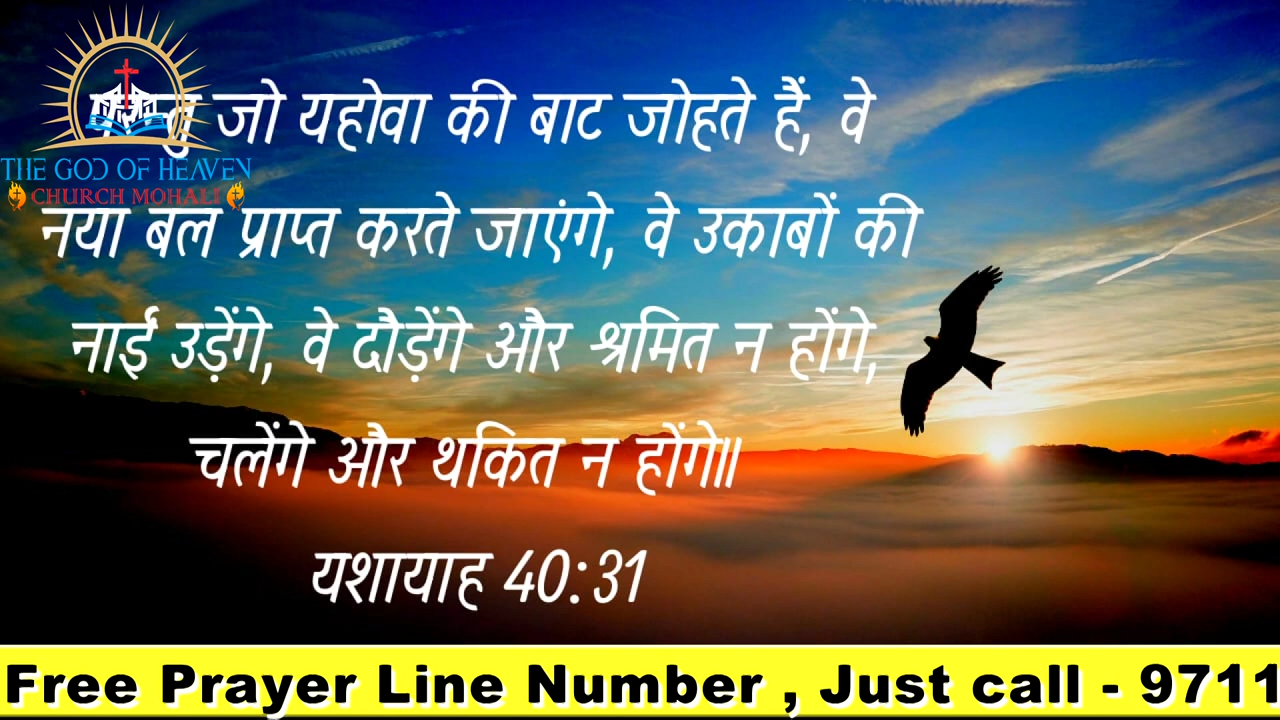 THE GOD OF HEAVEN
CHURCH MOHALI
जो यहोवा की बाट जोहते हैं, वे
नया बल प्राप्त करते जाएंगे, वे उकाबों की
नाईं उड़ेंगे, वे दौड़ेंगे और श्रमित न होंगे,
चलेंगे और थकित न होंगे॥
यशायाह 40:31
Free Prayer Line Number , Just call - 9711